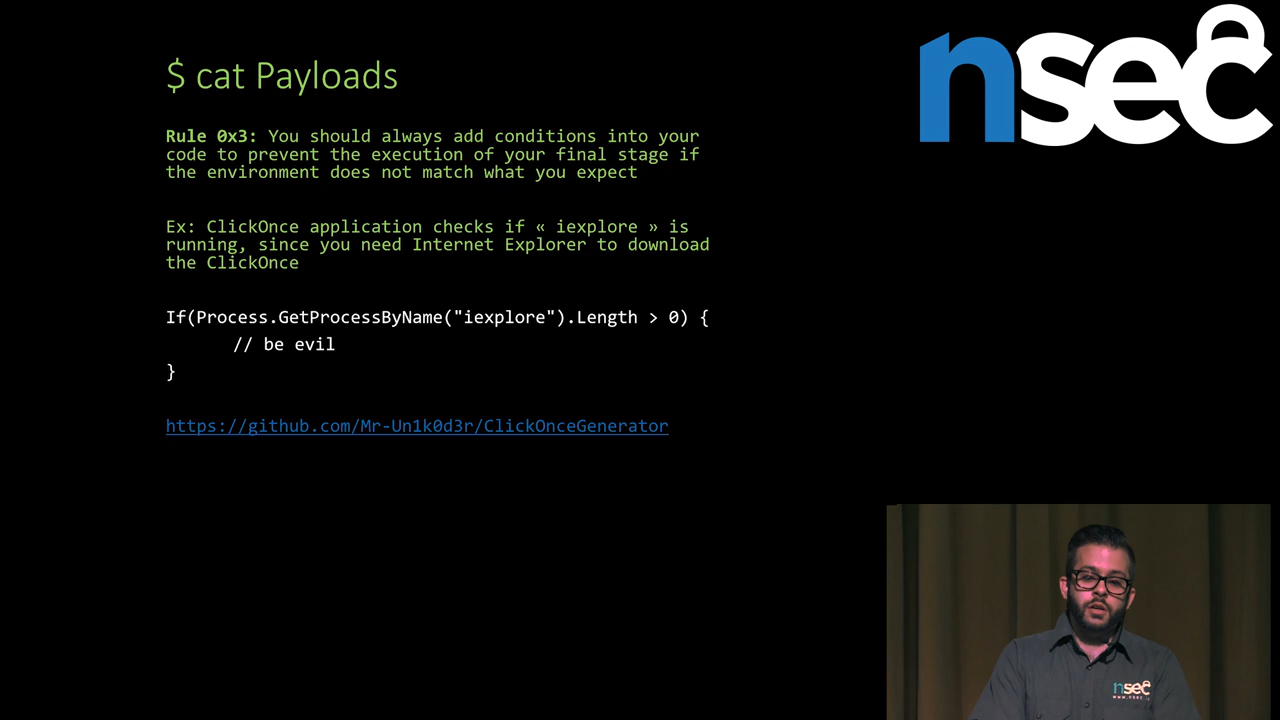 $ cat Payloads
nsec
Rule 0x3: You should always add conditions into your
code to prevent the execution of your final stage if
the environment does not match what you expect
Ex: ClickOnce application checks if « iexplore » is
running, since you need Internet Explorer to download
the ClickOnce
If(Process.GetProcessByName("iexplore").Length > 0) {
// be evil
}
https://github.com/Mr-Un1k0d3r/ClickOnceGenerator
nsec